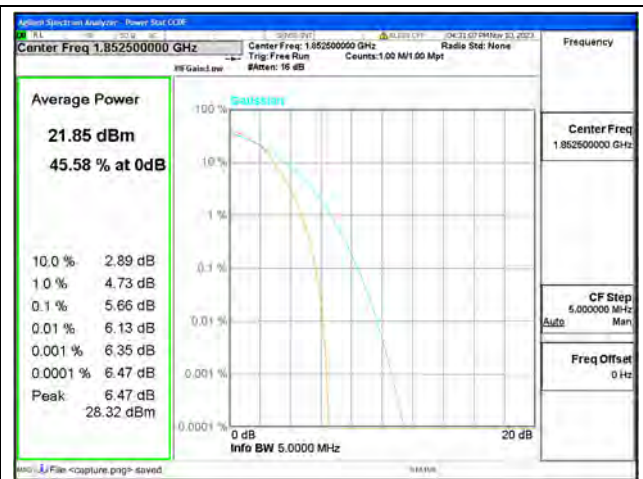 Agilent Spectrum Analyzer - Power Stat CCDF
Center Freq 1.852500000 GHz
Center Freq: 1.852500000 GHz
Radio Std: None
Trig: Free Run
Counts:1.00 M/1.00 Mpt
#IFGain:Low
#Atten: 16 dB
Frequency
Average Power
21.85 dBm
45.58 % at 0dB
10.0 % 2.89 dB
1.0 % 4.73 dB
0.1 % 5.66 dB
0.01 % 6.13 dB
0.001 % 6.35 dB
0.0001 % 6.47 dB
Peak 6.47 dB
28.32 dBm
100 %
Gaussian
10 %
1 %
0.1 %
0.01 %
0.001 %
0.0001 %
0 dB
20 dB
Info BW 5.0000 MHz
Center Freq
1.852500000 GHz
CF Step
5.000000 MHz
Auto Man
Freq Offset
0 Hz
MSG File <capture.png> saved
STATUS